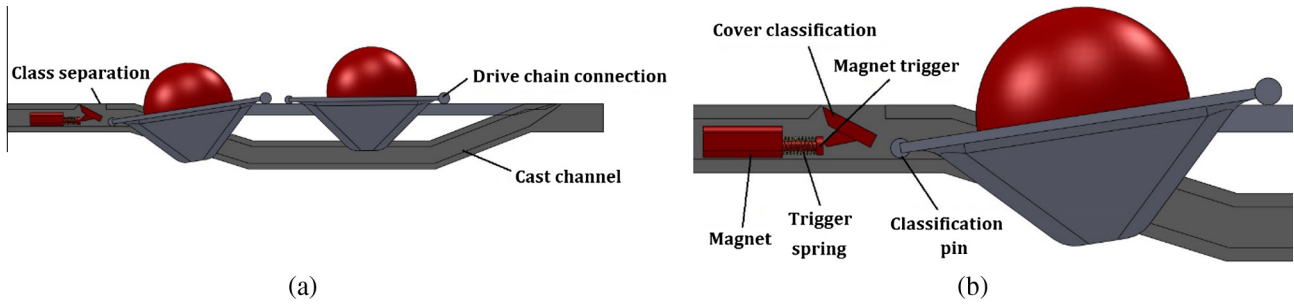 Class separation
Drive chain connection
Cast channel
(a)
Cover classification
Magnet trigger
Magnet
Trigger
spring
Classification
pin
(b)